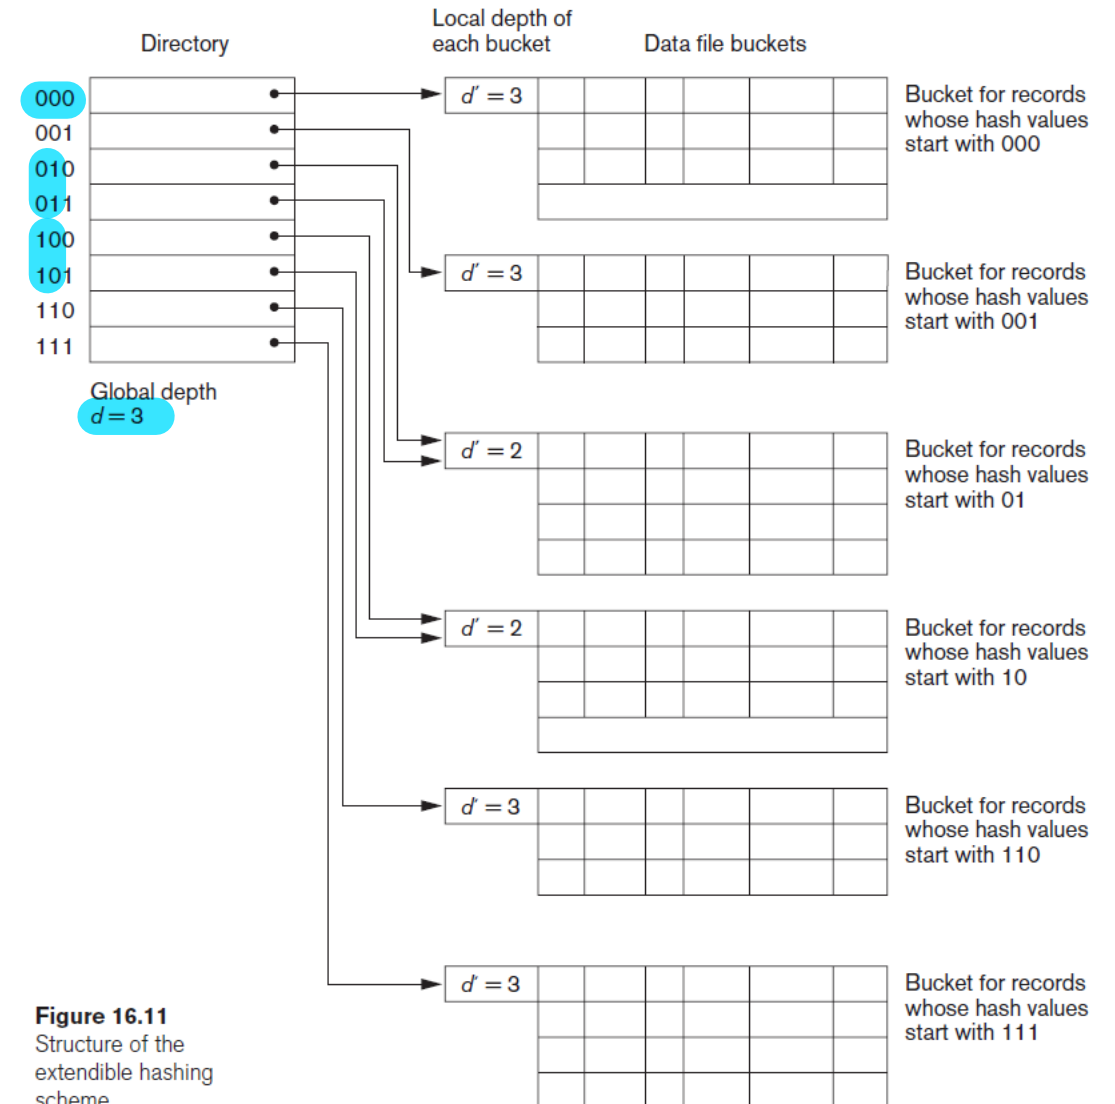 Directory
Local depth of
each bucket
Data file buckets
000
001
010
011
100
101
110
111
Global depth
d = 3
d′ = 3
Bucket for records
whose hash values
start with 000
d′ = 3
Bucket for records
whose hash values
start with 001
d′ = 2
Bucket for records
whose hash values
start with 01
d′ = 2
Bucket for records
whose hash values
start with 10
d′ = 3
Bucket for records
whose hash values
start with 110
d′ = 3
Bucket for records
whose hash values
start with 111
Figure 16.11
Structure of the
extendible hashing
scheme